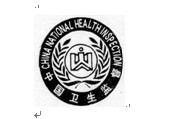 CHINA NATIONAL HEALTH INSPECTION
中国卫生监督